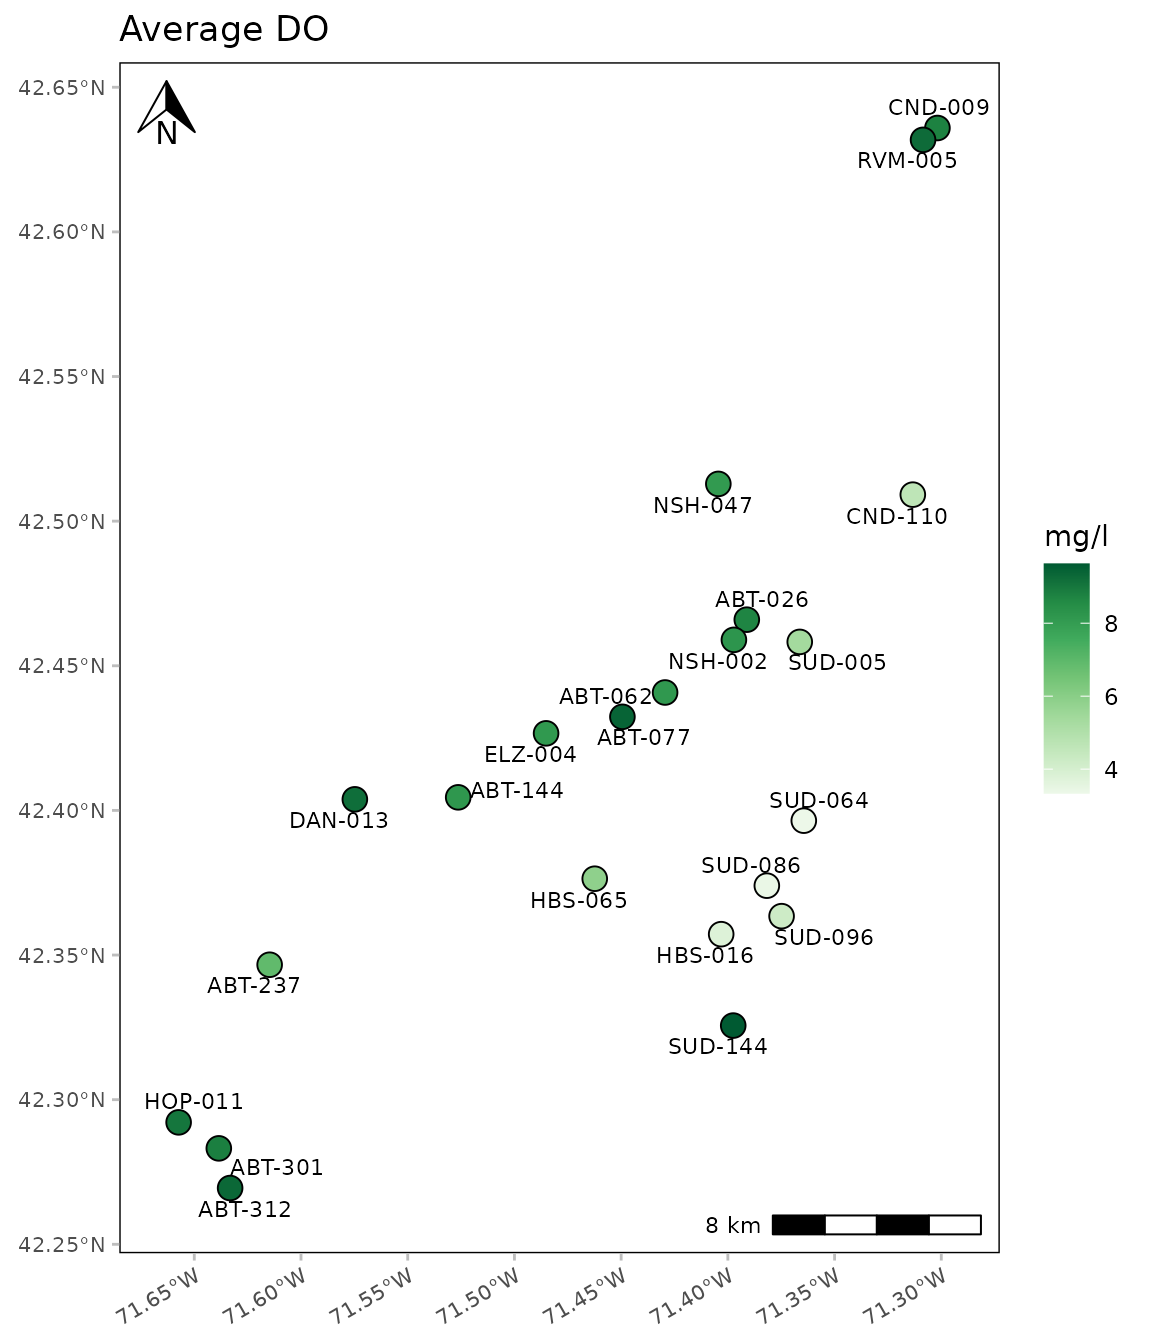 Average DO
42.65°N
N
CND-009
RVM-005
42.60°N
42.55°N
NSH-047
CND-110
42.50°N
mg/l
8
6
4
ABT-026
NSH-002
SUD-005
42.45°N
ABT-062
ABT-077
ELZ-004
ABT-144
DAN-013
42.40°N
SUD-064
SUD-086
HBS-065
SUD-096
HBS-016
42.35°N
ABT-237
SUD-144
HOP-011
42.30°N
ABT-301
ABT-312
8 km
42.25°N
71.65°W
71.60°W
71.55°W
71.50°W
71.45°W
71.40°W
71.35°W
71.30°W